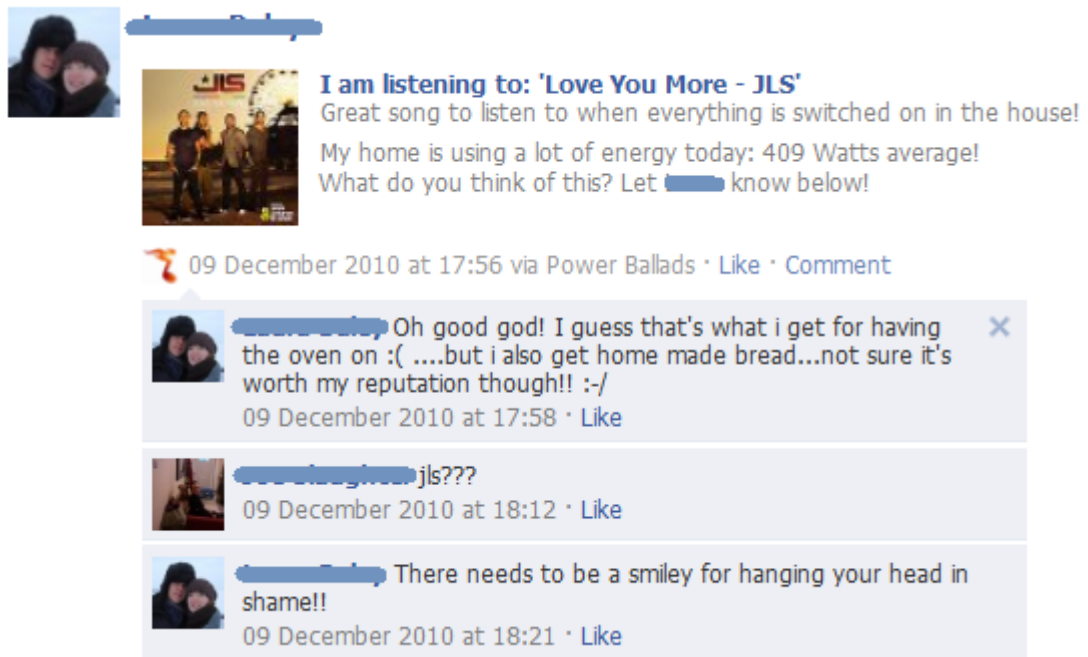 JLS
I am listening to: 'Love You More - JLS'
Great song to listen to when everything is switched on in the house!
My home is using a lot of energy today: 409 Watts average!
What do you think of this? Let know below!
09 December 2010 at 17:56 via Power Ballads · Like · Comment
Oh good god! I guess that's what i get for having
the oven on :( ....but i also get home made bread...not sure it's
worth my reputation though!! :-/
09 December 2010 at 17:58 · Like
jls???
09 December 2010 at 18:12 · Like
There needs to be a smiley for hanging your head in
shame!!
09 December 2010 at 18:21 · Like